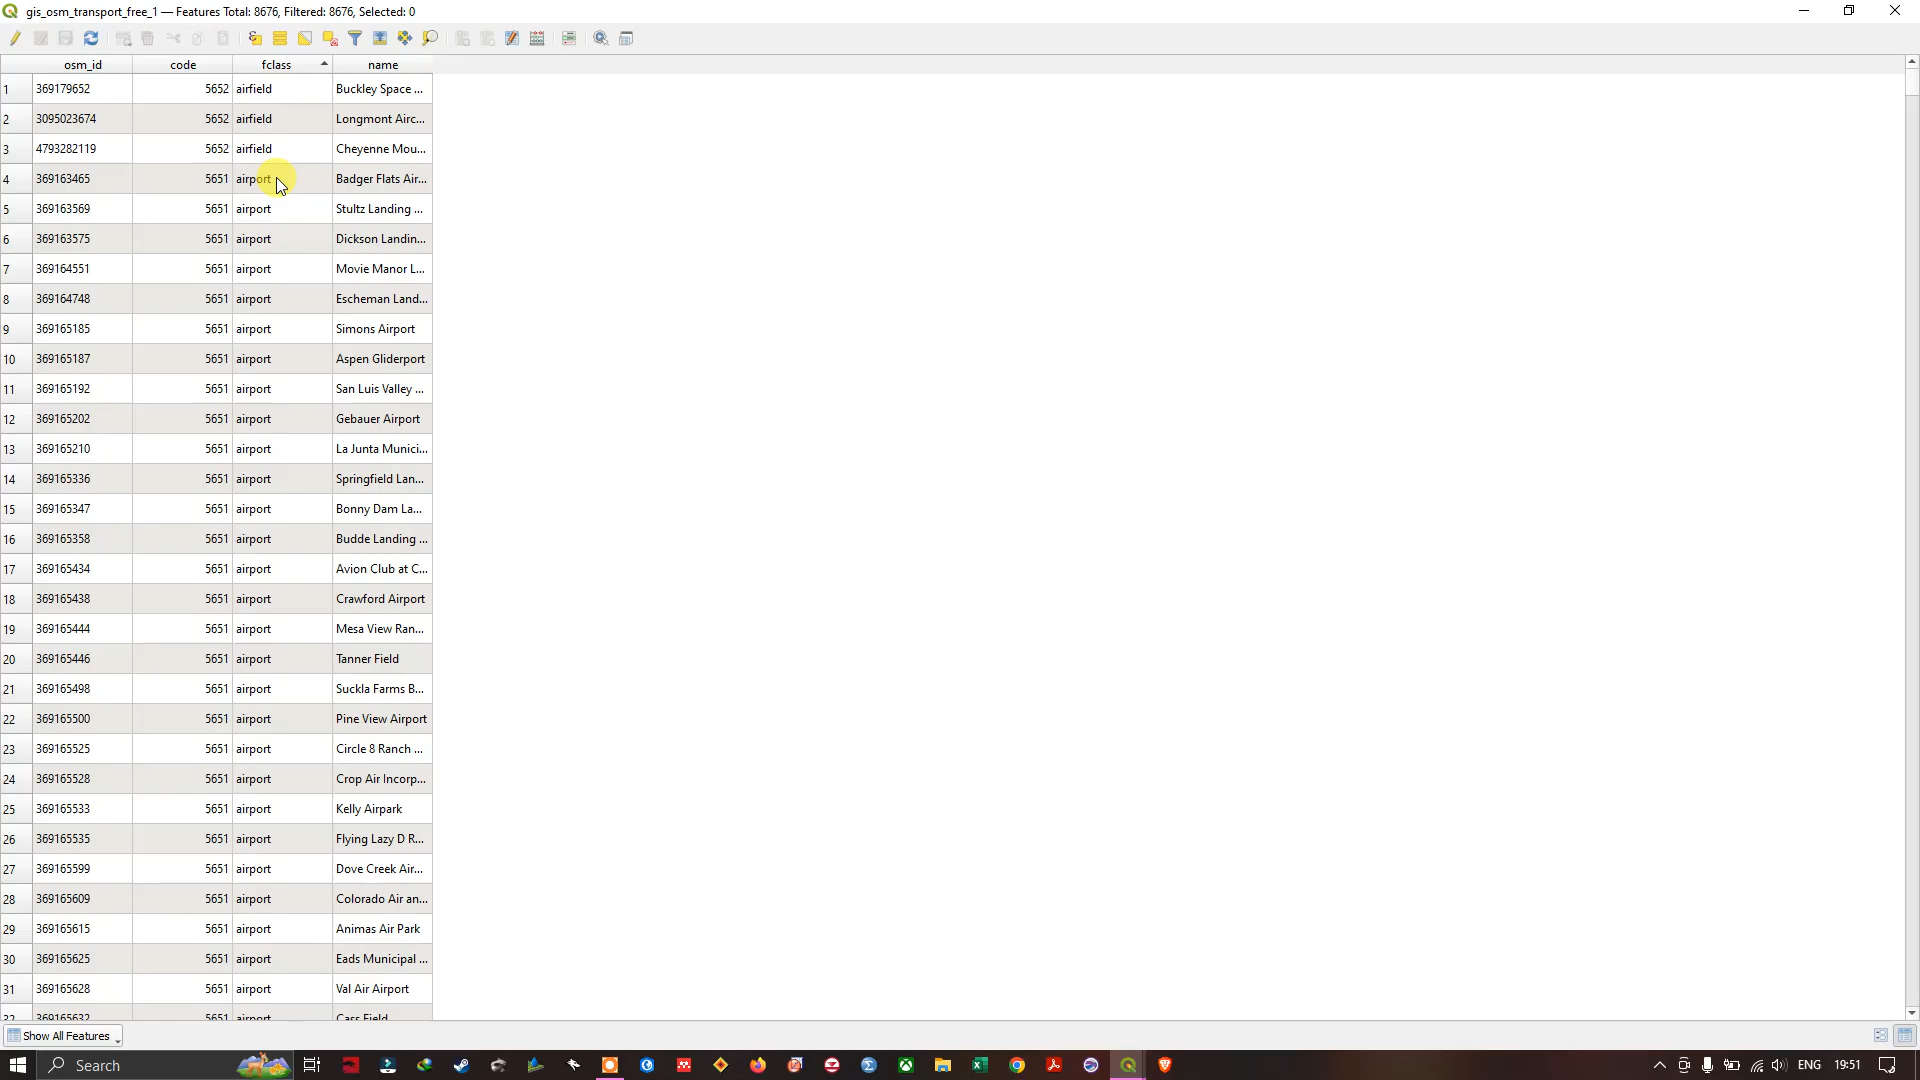 gis_osm_transport_free_1 — Features Total: 8676, Filtered: 8676, Selected: 0
osm_id code fclass name
1 369179652 5652 airfield Buckley Space ...
2 3095023674 5652 airfield Longmont Airc...
3 4793282119 5652 airfield Cheyenne Mou...
4 369163465 5651 airport Badger Flats Air...
5 369163569 5651 airport Stultz Landing ...
6 369163575 5651 airport Dickson Landin...
7 369164551 5651 airport Movie Manor L...
8 369164748 5651 airport Escheman Land...
9 369165185 5651 airport Simons Airport
10 369165187 5651 airport Aspen Gliderport
11 369165192 5651 airport San Luis Valley ...
12 369165202 5651 airport Gebauer Airport
13 369165210 5651 airport La Junta Munici...
14 369165336 5651 airport Springfield Lan...
15 369165347 5651 airport Bonny Dam La...
16 369165358 5651 airport Budde Landing ...
17 369165434 5651 airport Avion Club at C...
18 369165438 5651 airport Crawford Airport
19 369165444 5651 airport Mesa View Ran...
20 369165446 5651 airport Tanner Field
21 369165498 5651 airport Suckla Farms B...
22 369165500 5651 airport Pine View Airport
23 369165525 5651 airport Circle 8 Ranch ...
24 369165528 5651 airport Crop Air Incorp...
25 369165533 5651 airport Kelly Airpark
26 369165535 5651 airport Flying Lazy D R...
27 369165599 5651 airport Dove Creek Air...
28 369165609 5651 airport Colorado Air an...
29 369165615 5651 airport Animas Air Park
30 369165625 5651 airport Eads Municipal ...
31 369165628 5651 airport Val Air Airport
32 369165632 5651 airport Cass Field
Show All Features
Search ENG 19:51